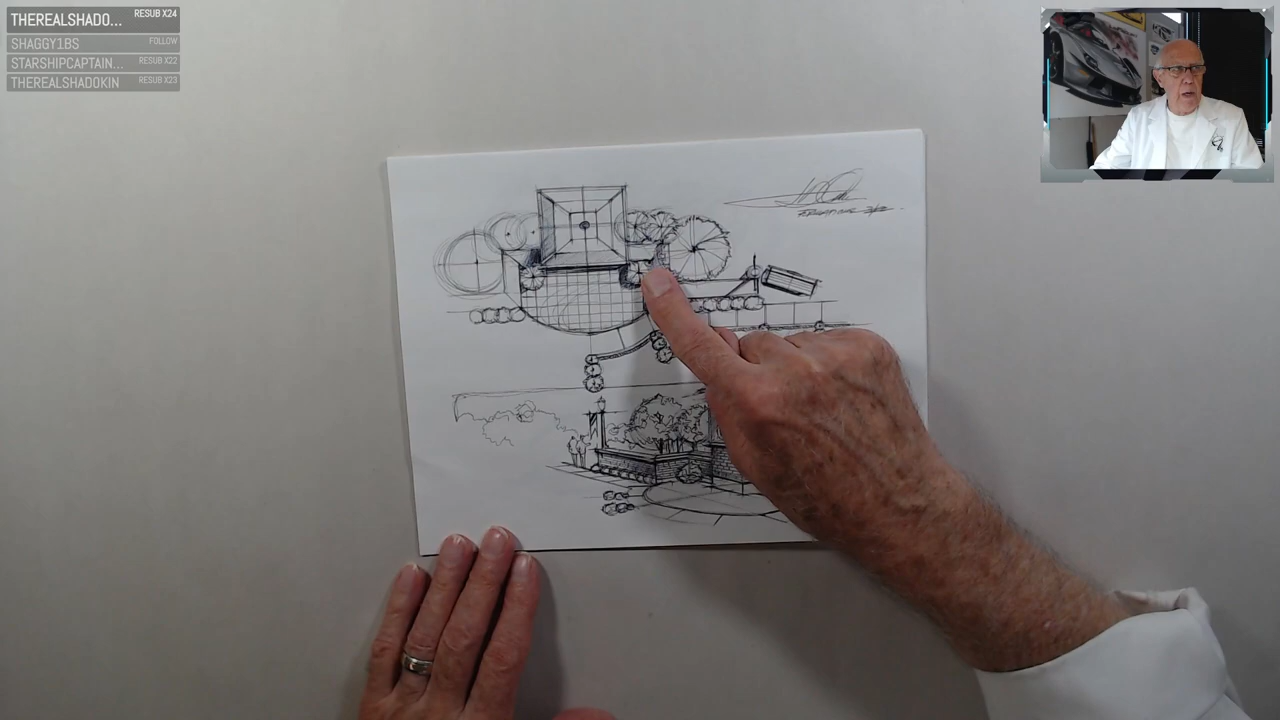 THEREALSHADO... RESUB X24
SHAGGY1BS FOLLOW
STARSHIPCAPTAIN... RESUB X22
THEREALSHADOKIN RESUB X23